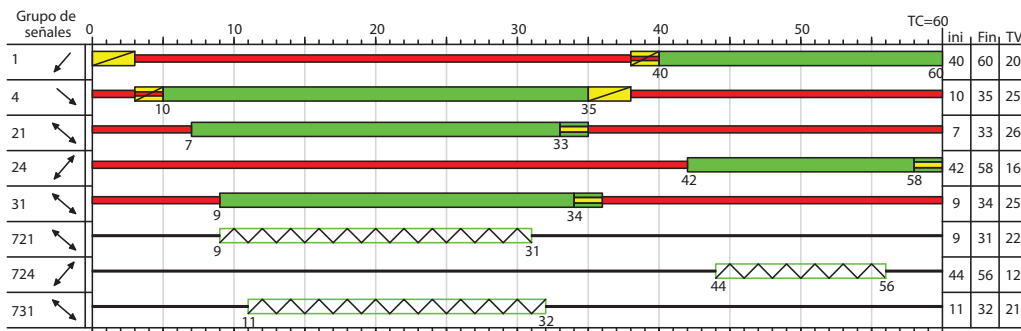 Grupo de señales
TC=60
0 10 20 30 40 50 ini Fin TV
1 40 60 40 60 20
4 10 35 10 35 25
21 7 33 7 33 26
24 42 58 42 58 16
31 9 34 9 34 25
721 9 31 9 31 22
724 44 56 44 56 12
731 11 32 11 32 21